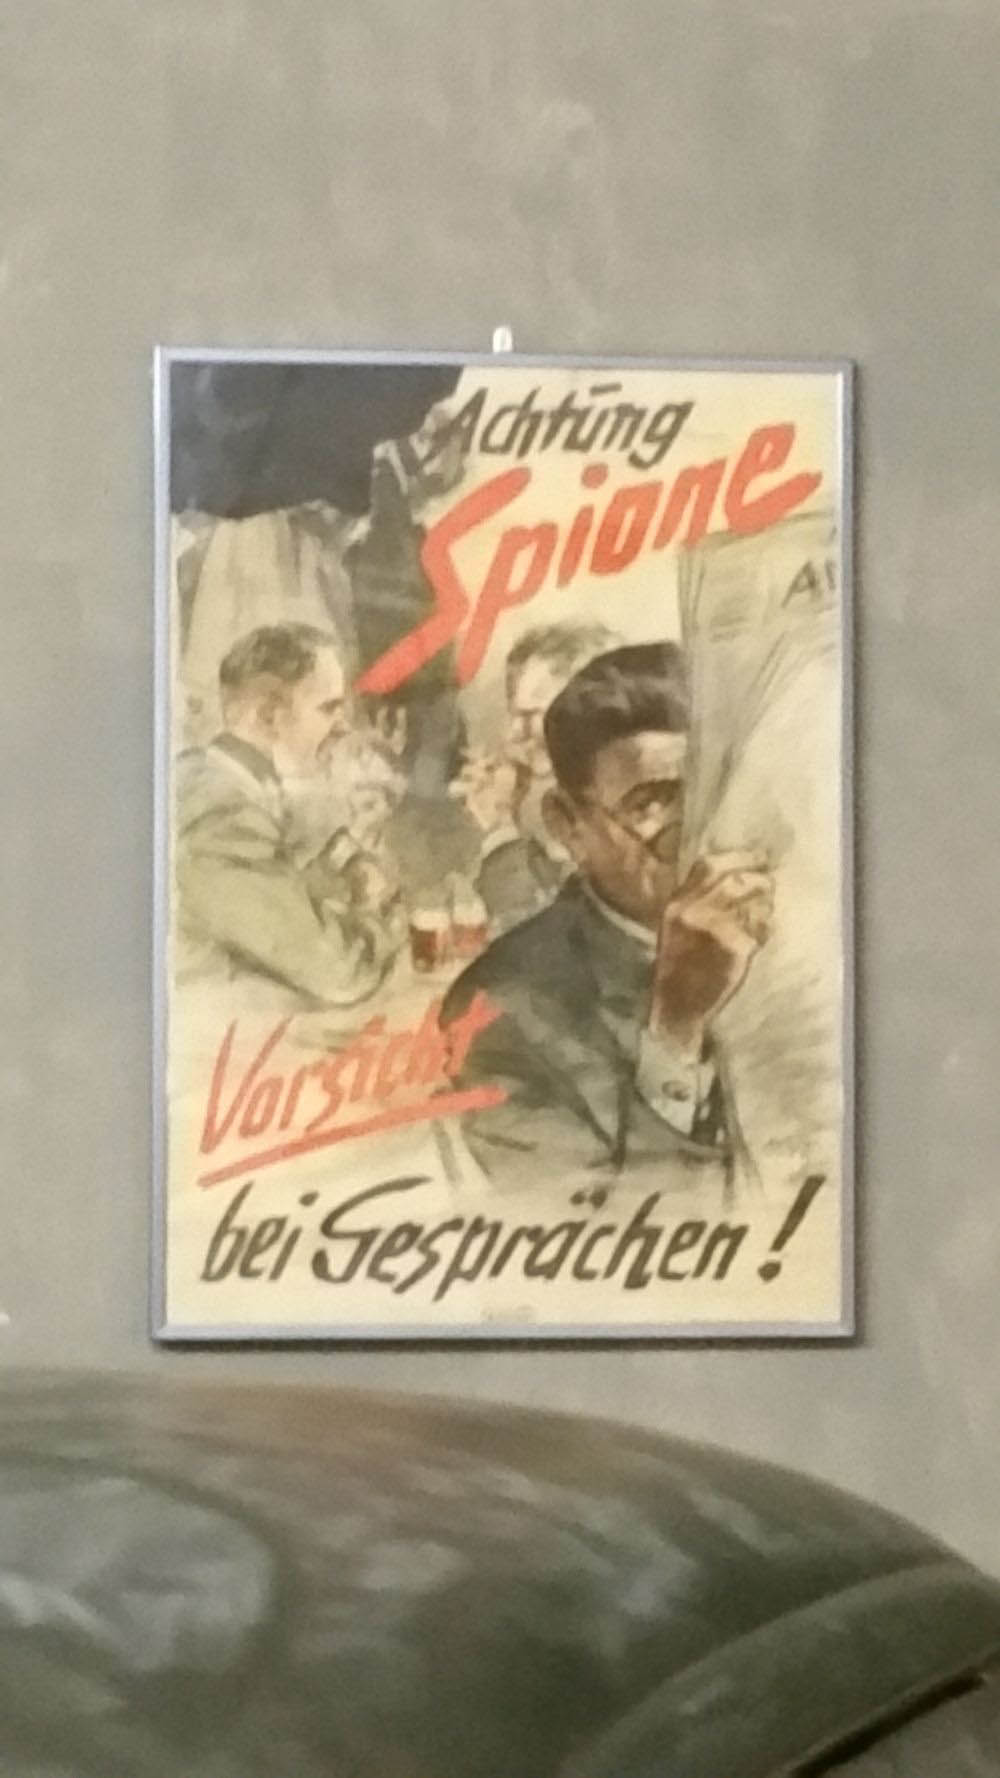 Achtung
Spione
Vorsicht
bei Gesprächen!